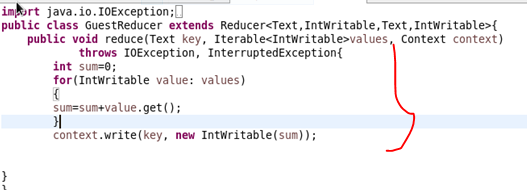 import java.io.IOException;
public class GuestReducer extends Reducer<Text,IntWritable,Text,IntWritable>{
    public void reduce(Text key, Iterable<IntWritable>values, Context context)
            throws IOException, InterruptedException{
        int sum=0;
        for(IntWritable value: values)
        {
        sum=sum+value.get();
        }
        context.write(key, new IntWritable(sum));
}
}